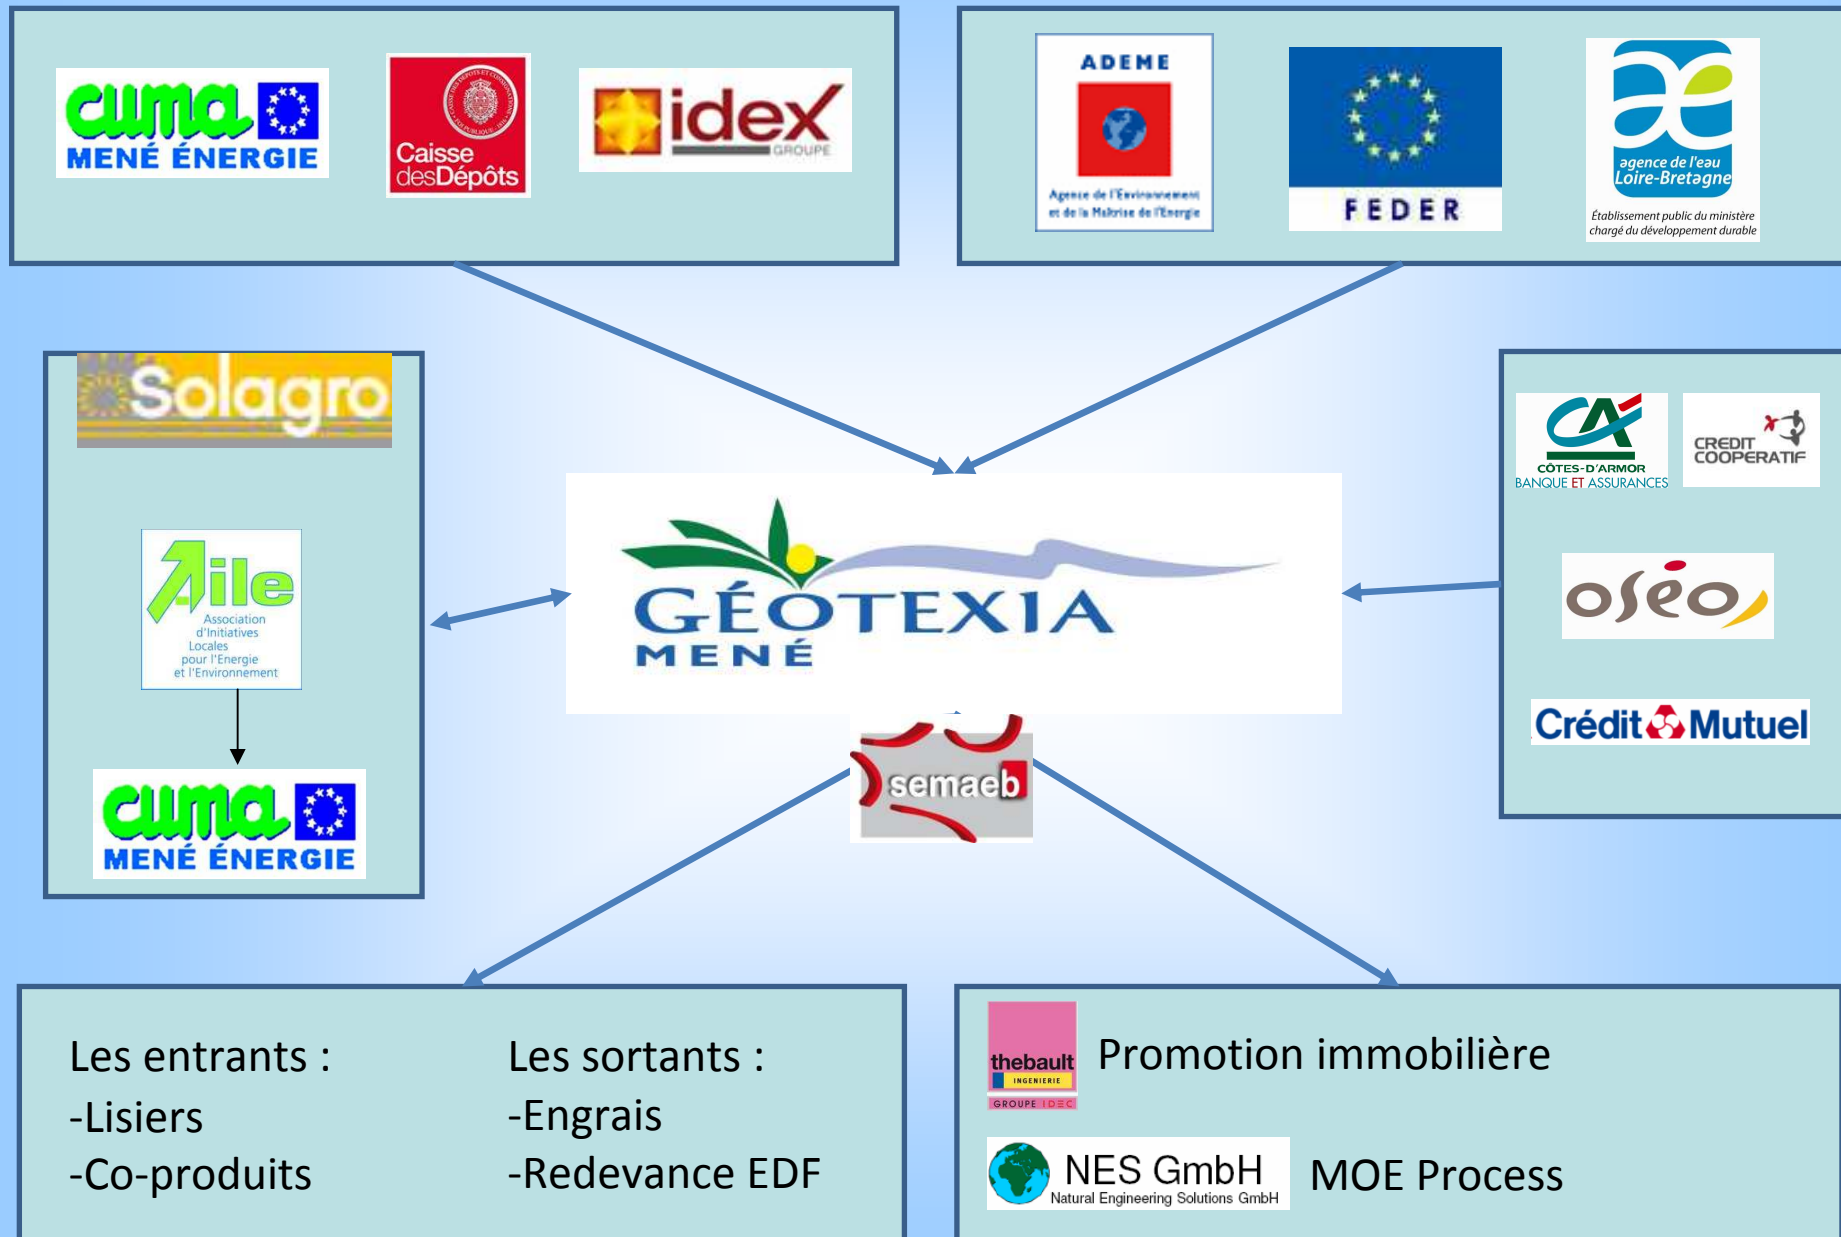 cuma
MENÉ ÉNERGIE
Caisse
desDépôts
idex
GROUPE
ADEME
Agence de l'Environnement
et de la Maîtrise de l'Energie
FEDER
agence de l'eau
Loire-Bretagne
Établissement public du ministère
chargé du développement durable
Solagro
Aile
Association
d'Initiatives
Locales
pour l'Energie
et l'Environnement
cuma
MENÉ ÉNERGIE
GÉOTEXIA
MENÉ
semaeb
CA
CÔTES-D'ARMOR
BANQUE ET ASSURANCES
CREDIT
COOPERATIF
oséo
Crédit Mutuel
Les entrants :
-Lisiers
-Co-produits
Les sortants :
-Engrais
-Redevance EDF
thebault
INGENIERIE
GROUPE IDEC
Promotion immobilière
NES GmbH
Natural Engineering Solutions GmbH
MOE Process